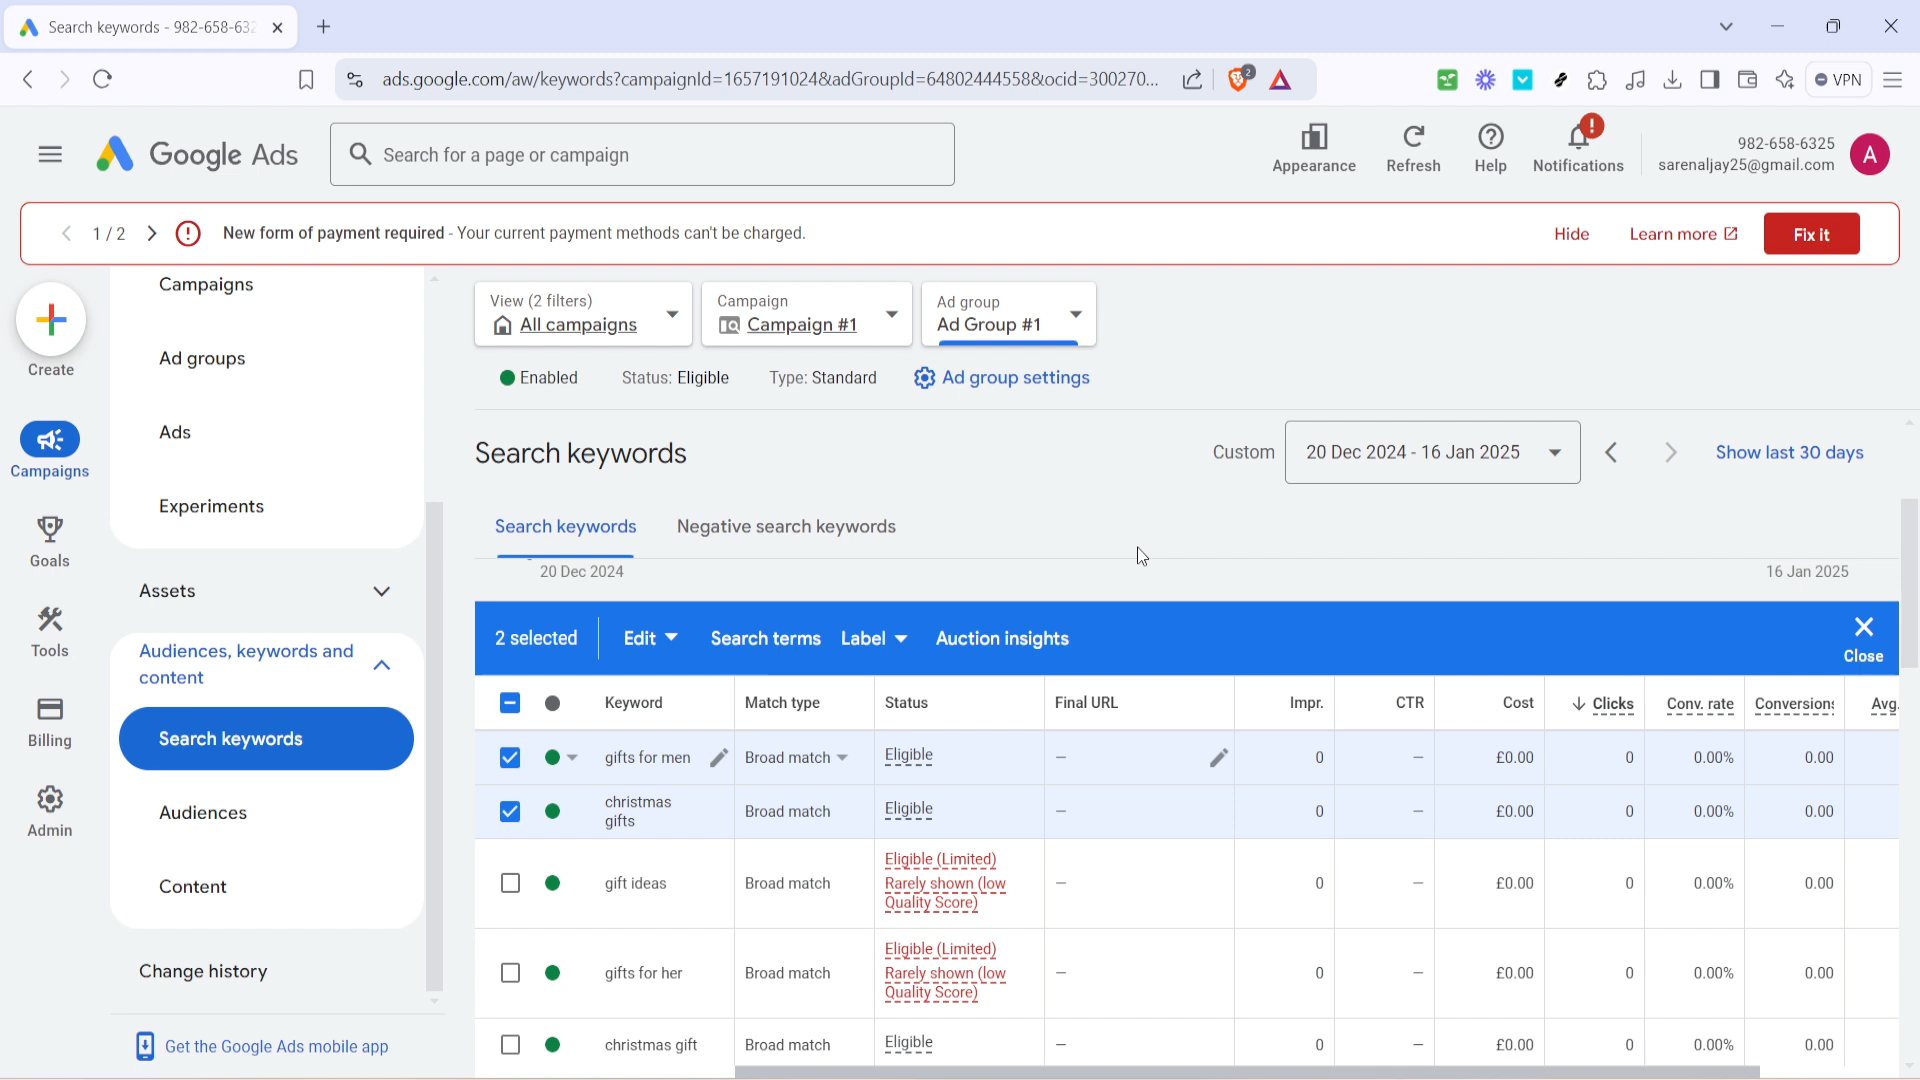 Search keywords - 982-658-632
ads.google.com/aw/keywords?campaignId=1657191024&adGroupId=64802444558&ocid=300270...
2
VPN
Google Ads
Search for a page or campaign
Appearance
Refresh
Help
!
Notifications
982-658-6325
sarenaljay25@gmail.com
A
1 / 2
New form of payment required - Your current payment methods can't be charged.
Hide
Learn more
Fix it
Create
Campaigns
Goals
Tools
Billing
Admin
Campaigns
Ad groups
Ads
Experiments
Assets
Audiences, keywords and
content
Search keywords
Audiences
Content
Change history
Get the Google Ads mobile app
View (2 filters)
All campaigns
Campaign
Campaign #1
Ad group
Ad Group #1
Enabled
Status: Eligible
Type: Standard
Ad group settings
Search keywords
Custom
20 Dec 2024 - 16 Jan 2025
Show last 30 days
Search keywords
Negative search keywords
20 Dec 2024
16 Jan 2025
2 selected
Edit
Search terms
Label
Auction insights
Close
Keyword Match type Status Final URL Impr. CTR Cost Clicks Conv. rate Conversions Avg.
gifts for men Broad match Eligible – 0 – £0.00 0 0.00% 0.00
christmas
gifts
Broad match Eligible – 0 – £0.00 0 0.00% 0.00
gift ideas Broad match
Eligible (Limited)
Rarely shown (low
Quality Score)
– 0 – £0.00 0 0.00% 0.00
gifts for her Broad match
Eligible (Limited)
Rarely shown (low
Quality Score)
– 0 – £0.00 0 0.00% 0.00
christmas gift Broad match Eligible – 0 – £0.00 0 0.00% 0.00